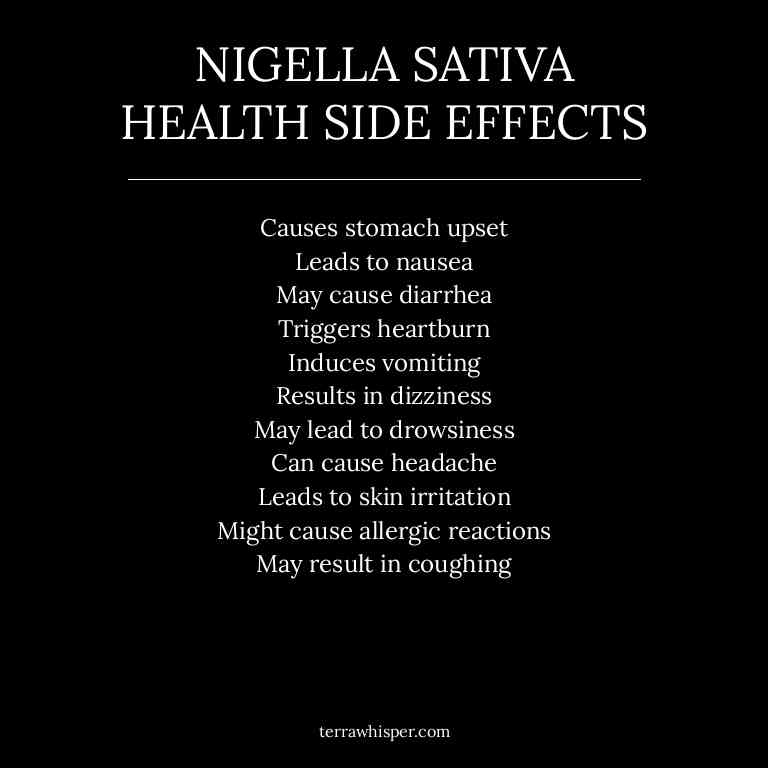 NIGELLA SATIVA
HEALTH SIDE EFFECTS
Causes stomach upset
Leads to nausea
May cause diarrhea
Triggers heartburn
Induces vomiting
Results in dizziness
May lead to drowsiness
Can cause headache
Leads to skin irritation
Might cause allergic reactions
May result in coughing
terrawhisper.com